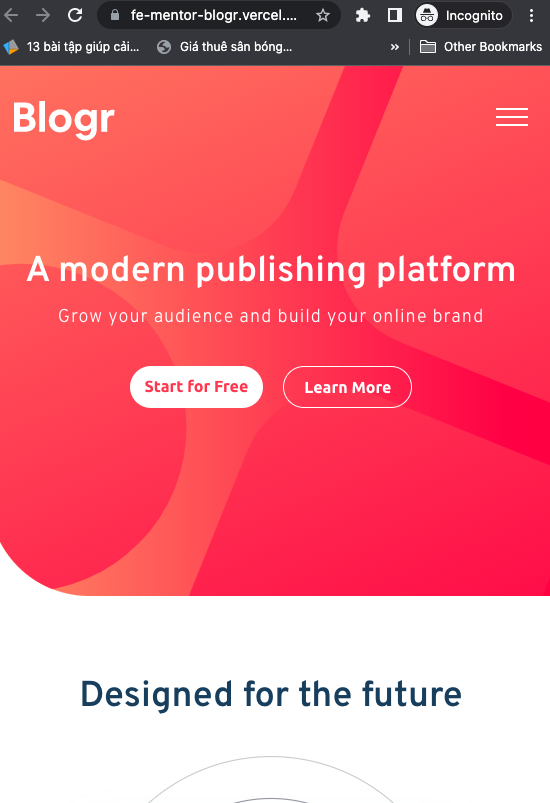 fe-mentor-blogr.vercel....
Incognito
13 bài tập giúp cải...
Giá thuê sân bóng...
»
Other Bookmarks
Blogr
A modern publishing platform
Grow your audience and build your online brand
Start for Free
Learn More
Designed for the future